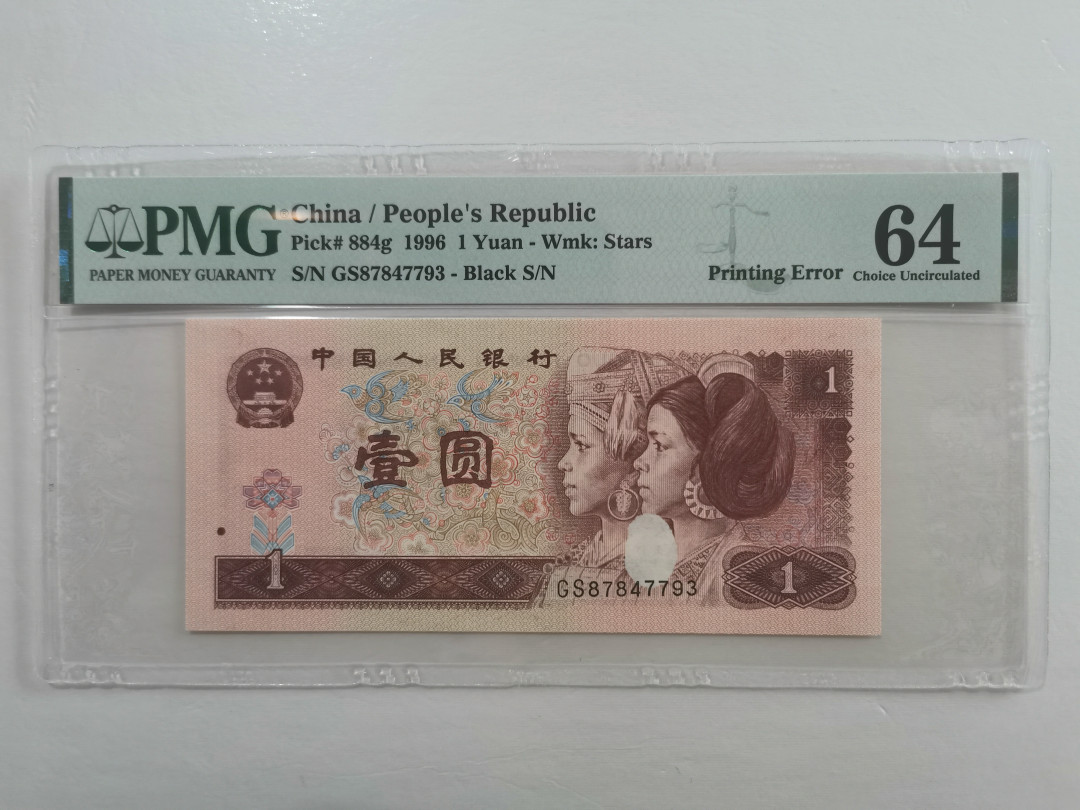 PMG
PAPER MONEY GUARANTY
China / People's Republic
Pick# 884g 1996 1 Yuan - Wmk: Stars
S/N GS87847793 - Black S/N
Printing Error
64
Choice Uncirculated
中国人民银行
1
壹圆
1
GS87847793
1